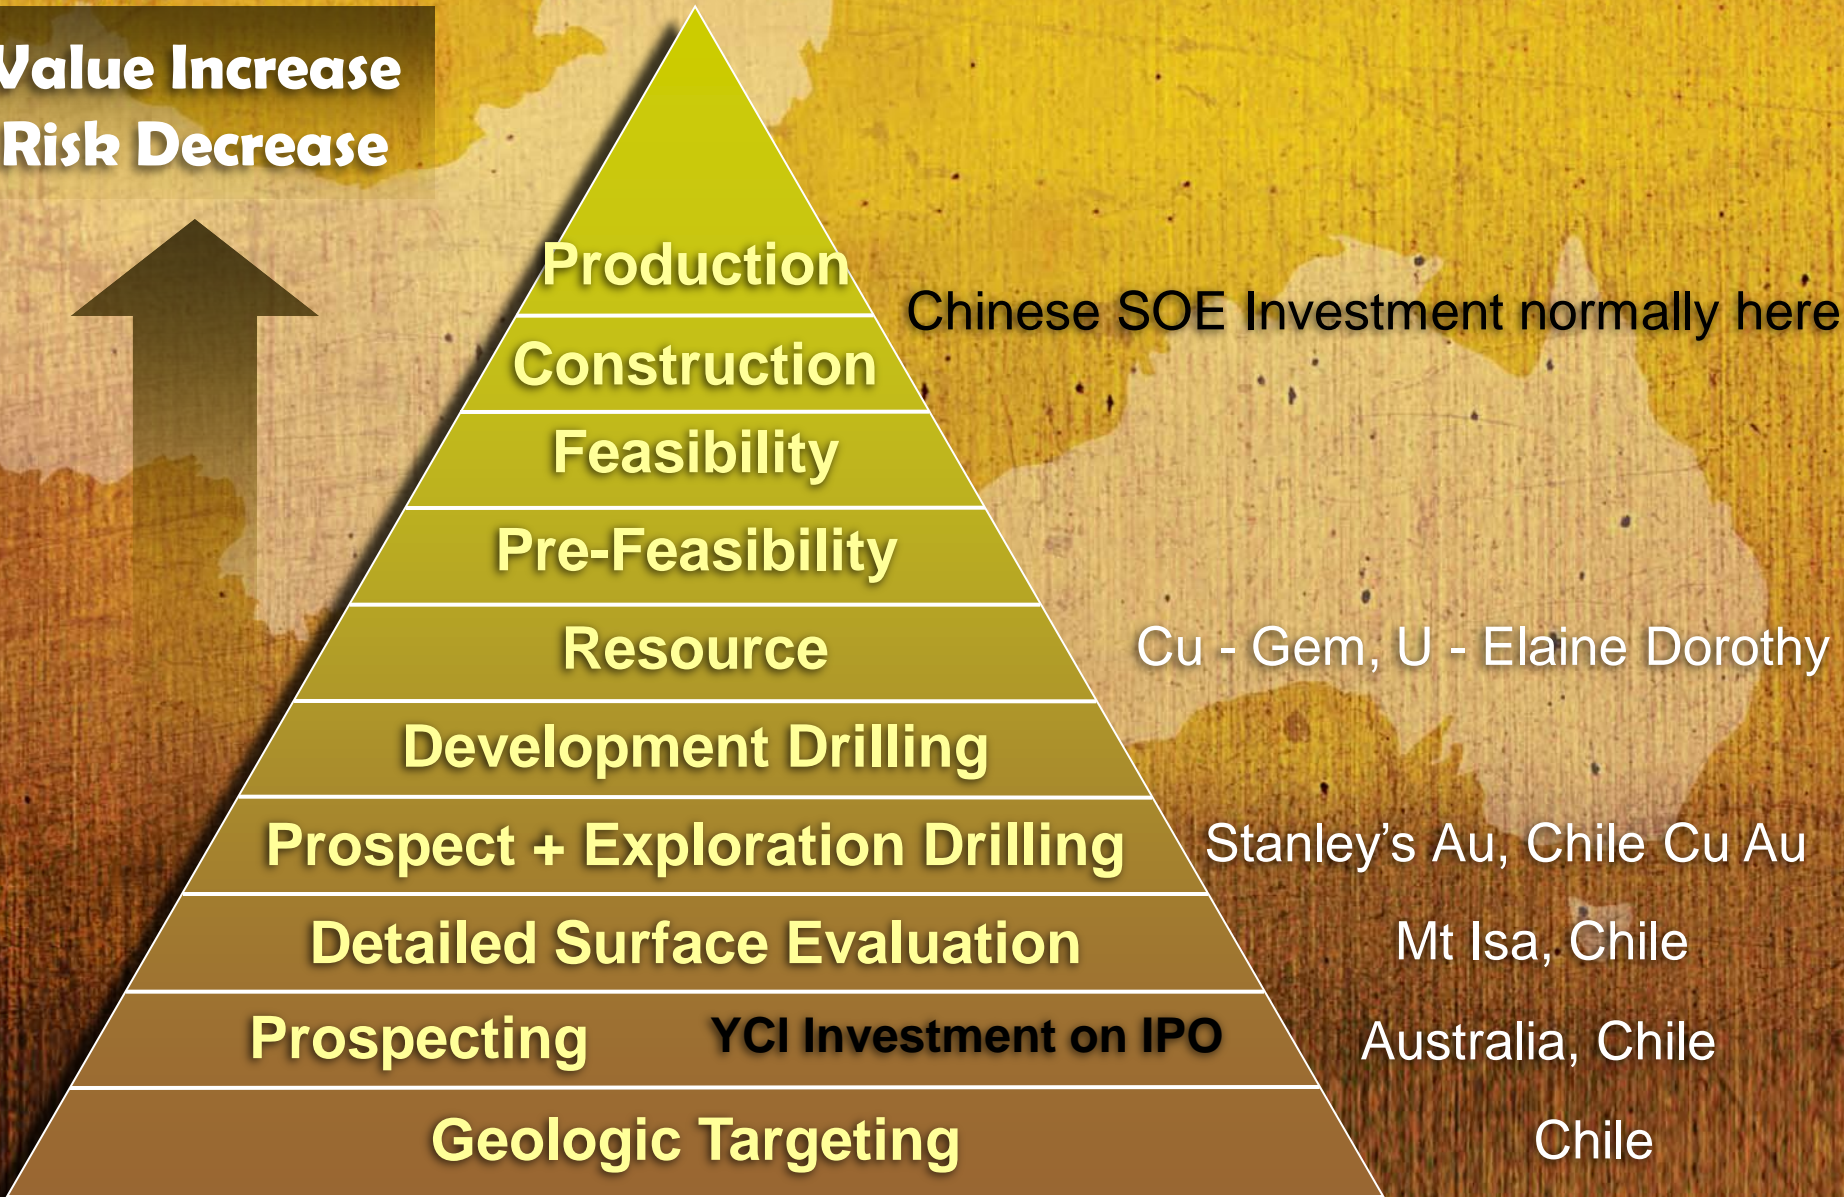 Value Increase
Risk Decrease
Production
Chinese SOE Investment normally here
Construction
Feasibility
Pre-Feasibility
Resource
Cu - Gem, U - Elaine Dorothy
Development Drilling
Prospect + Exploration Drilling
Stanley's Au, Chile Cu Au
Detailed Surface Evaluation
Mt Isa, Chile
Prospecting
YCI Investment on IPO
Australia, Chile
Geologic Targeting
Chile